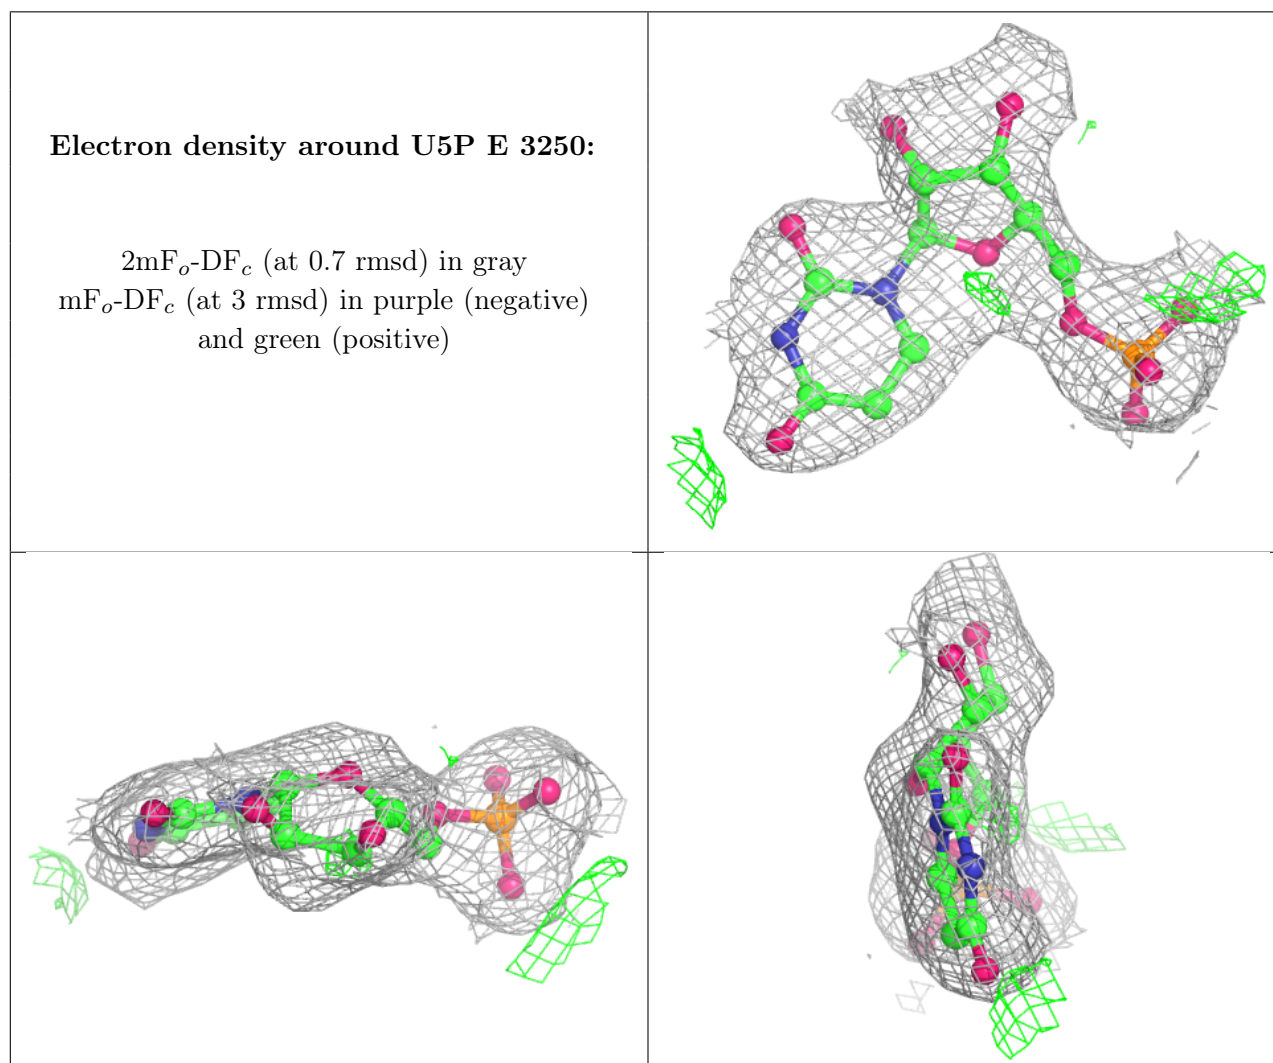 Electron density around U5P E 3250:
2mFo-DFc (at 0.7 rmsd) in gray
mFo-DFc (at 3 rmsd) in purple (negative)
and green (positive)